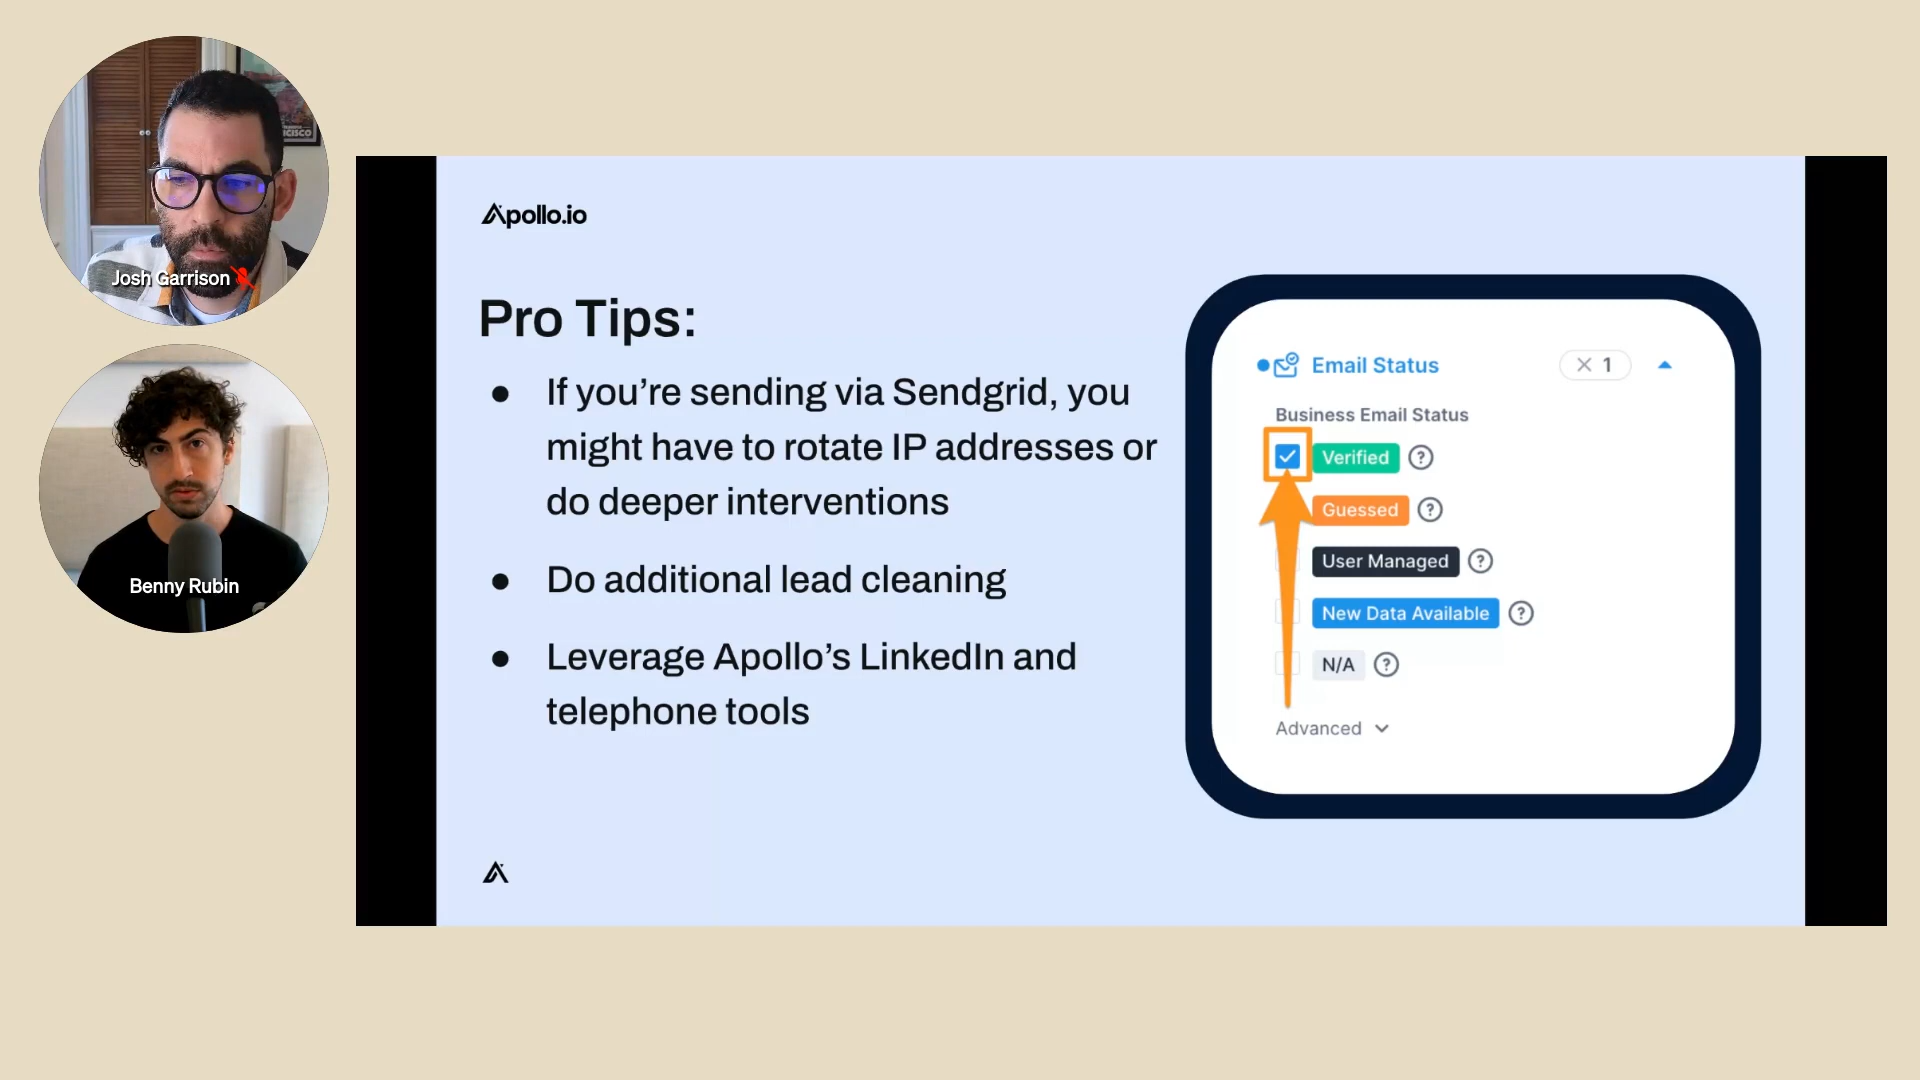 CISCO
Josh Garrison
Benny Rubin
Apollo.io
Pro Tips:
● If you’re sending via Sendgrid, you
might have to rotate IP addresses or
do deeper interventions
● Do additional lead cleaning
● Leverage Apollo’s LinkedIn and
telephone tools
Email Status
× 1
Business Email Status
Verified ?
Guessed ?
User Managed ?
New Data Available ?
N/A ?
Advanced